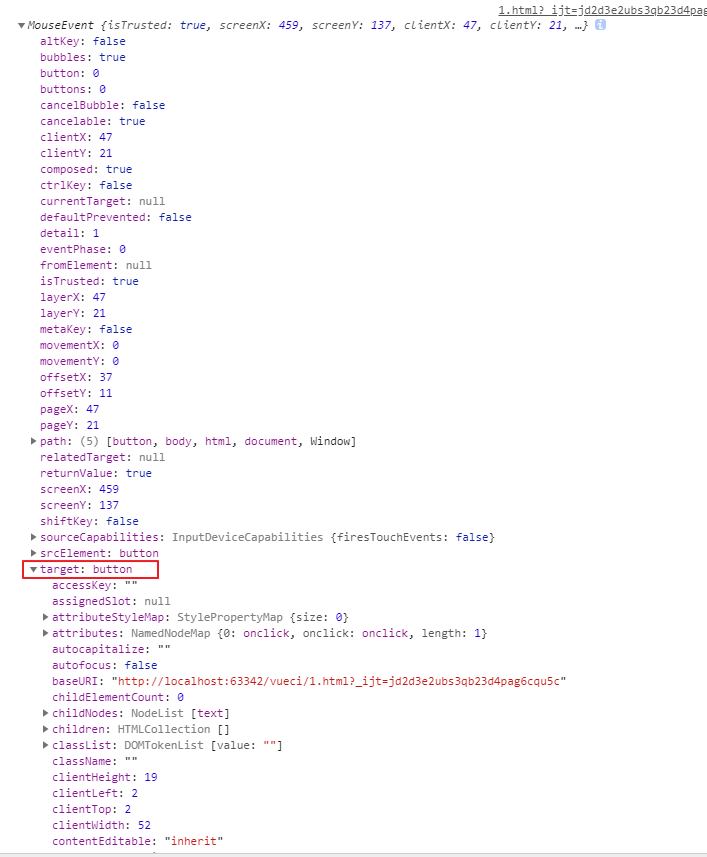 1.html?_ijt=jd2d3e2ubs3qb23d4pag
MouseEvent {isTrusted: true, screenX: 459, screenY: 137, clientX: 47, clientY: 21, …}
altKey: false
bubbles: true
button: 0
buttons: 0
cancelBubble: false
cancelable: true
clientX: 47
clientY: 21
composed: true
ctrlKey: false
currentTarget: null
defaultPrevented: false
detail: 1
eventPhase: 0
fromElement: null
isTrusted: true
layerX: 47
layerY: 21
metaKey: false
movementX: 0
movementY: 0
offsetX: 37
offsetY: 11
pageX: 47
pageY: 21
path: (5) [button, body, html, document, Window]
relatedTarget: null
returnValue: true
screenX: 459
screenY: 137
shiftKey: false
sourceCapabilities: InputDeviceCapabilities {firesTouchEvents: false}
srcElement: button
target: button
accessKey: ""
assignedSlot: null
attributeStyleMap: StylePropertyMap {size: 0}
attributes: NamedNodeMap {0: onclick, onclick: onclick, length: 1}
autocapitalize: ""
autofocus: false
baseURI: "http://localhost:63342/vueci/1.html?_ijt=jd2d3e2ubs3qb23d4pag6cqu5c"
childElementCount: 0
childNodes: NodeList [text]
children: HTMLCollection []
classList: DOMTokenList [value: ""]
className: ""
clientHeight: 19
clientLeft: 2
clientTop: 2
clientWidth: 52
contentEditable: "inherit"